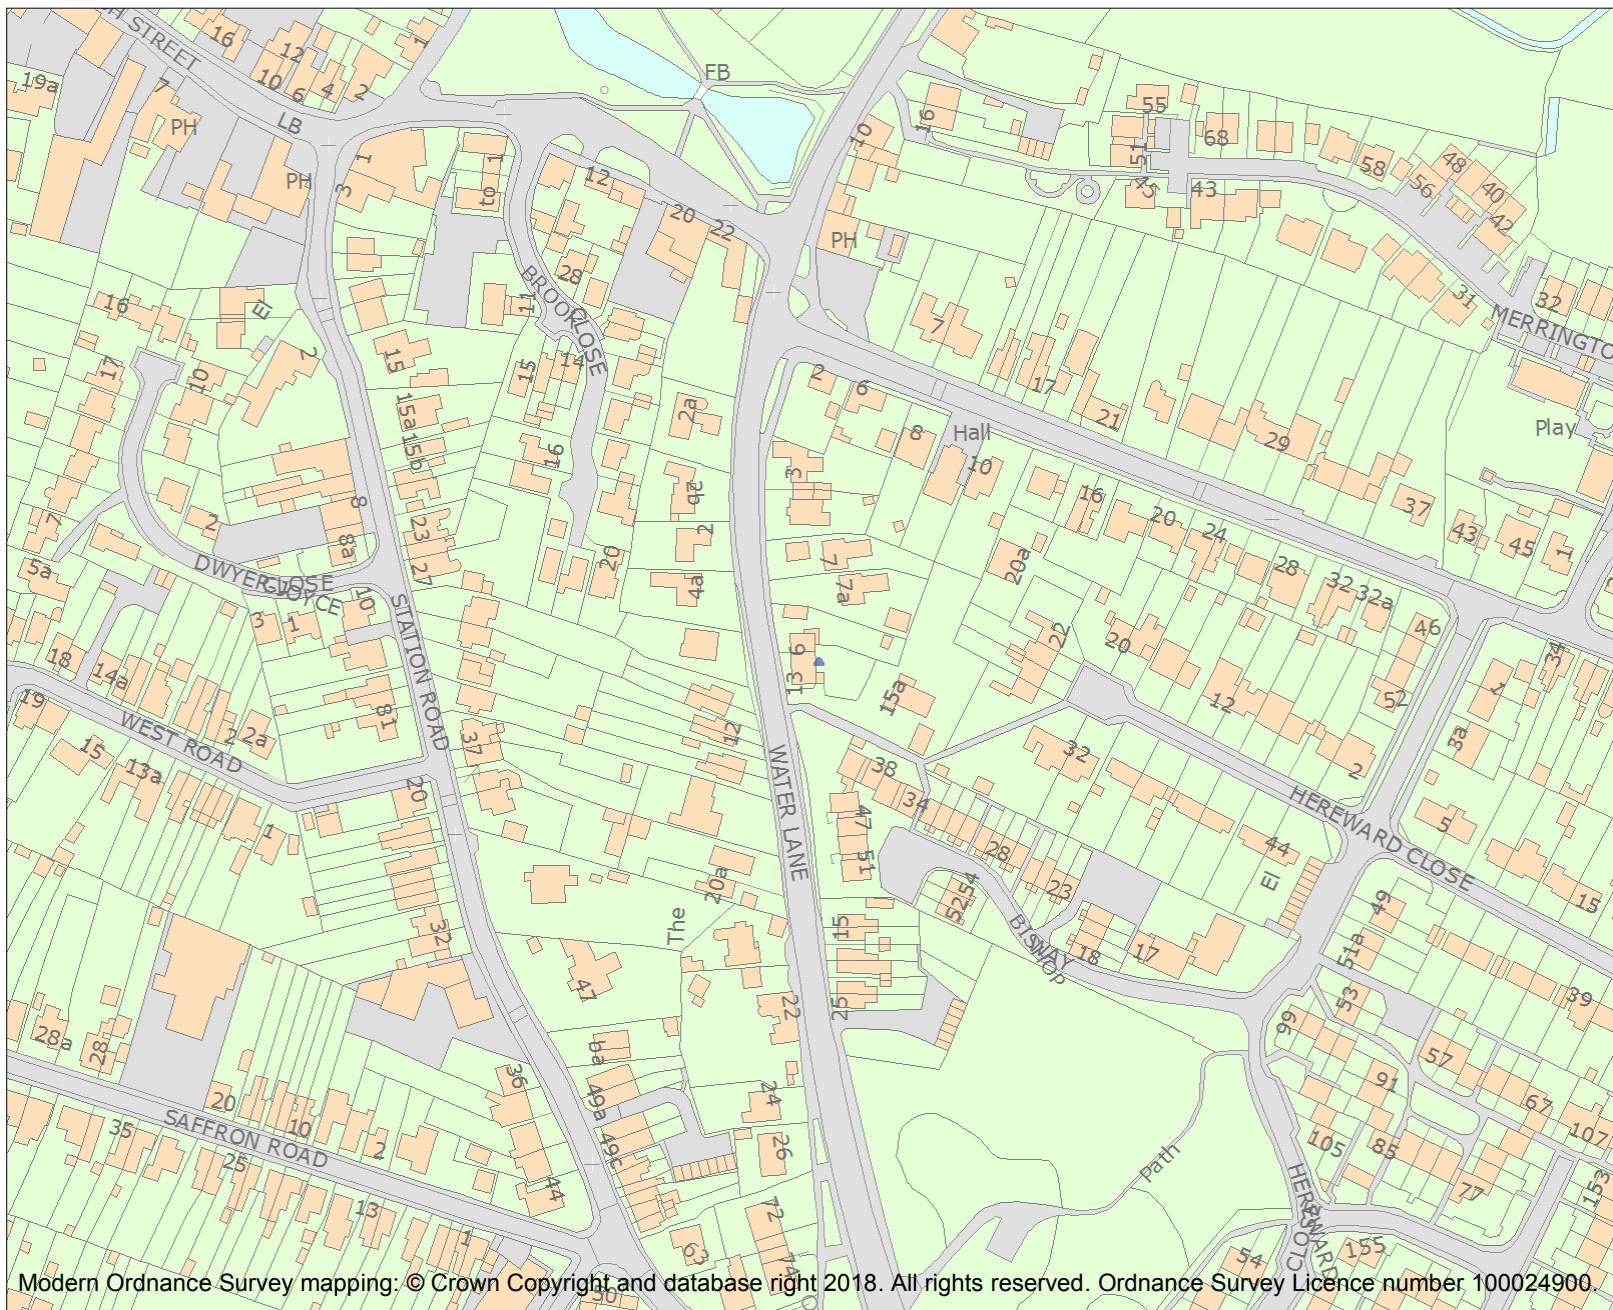 H STREET
16
12
10
6
4
2
1
19a
7
PH
LB
PH
1
3
1
to
12
20
22
FB
10
16
55
51
45
68
43
58
56
48
40
42
31
32
MERRINGTO
PH
28
11
BROOK
CLOSE
16
El
2
17
10
15
15
14
15a
15b
16
2a
2b
2
4a
20
2
6
8
Hall
10
7
17
21
29
37
43
45
1
Play
3
7
7a
20a
16
20
24
28
32
32a
46
34
8
8a
23
27
7
2
5a
DWYER
CLOSE
JOYCE
3
1
10
STATION ROAD
18
14a
2
2a
81
19
WEST ROAD
15
13a
1
20
37
12
9
13
15a
22
20
12
2
52
1
3a
5
WATER LANE
38
34
32
47
51
28
23
52
54
HEREWARD CLOSE
44
El
15
20a
The
BISHOP
WAY
18
17
49
51a
53
39
32
47
22
15
25
99
57
91
67
107
105
85
77
153
28a
28
20
10
2
36
44
49a
49c
24
26
72
74
63
Path
SAFFRON ROAD
35
25
13
1
50
HEREWARD
CLOSE
54
155
Modern Ordnance Survey mapping: © Crown Copyright and database right 2018. All rights reserved. Ordnance Survey Licence number 100024900.